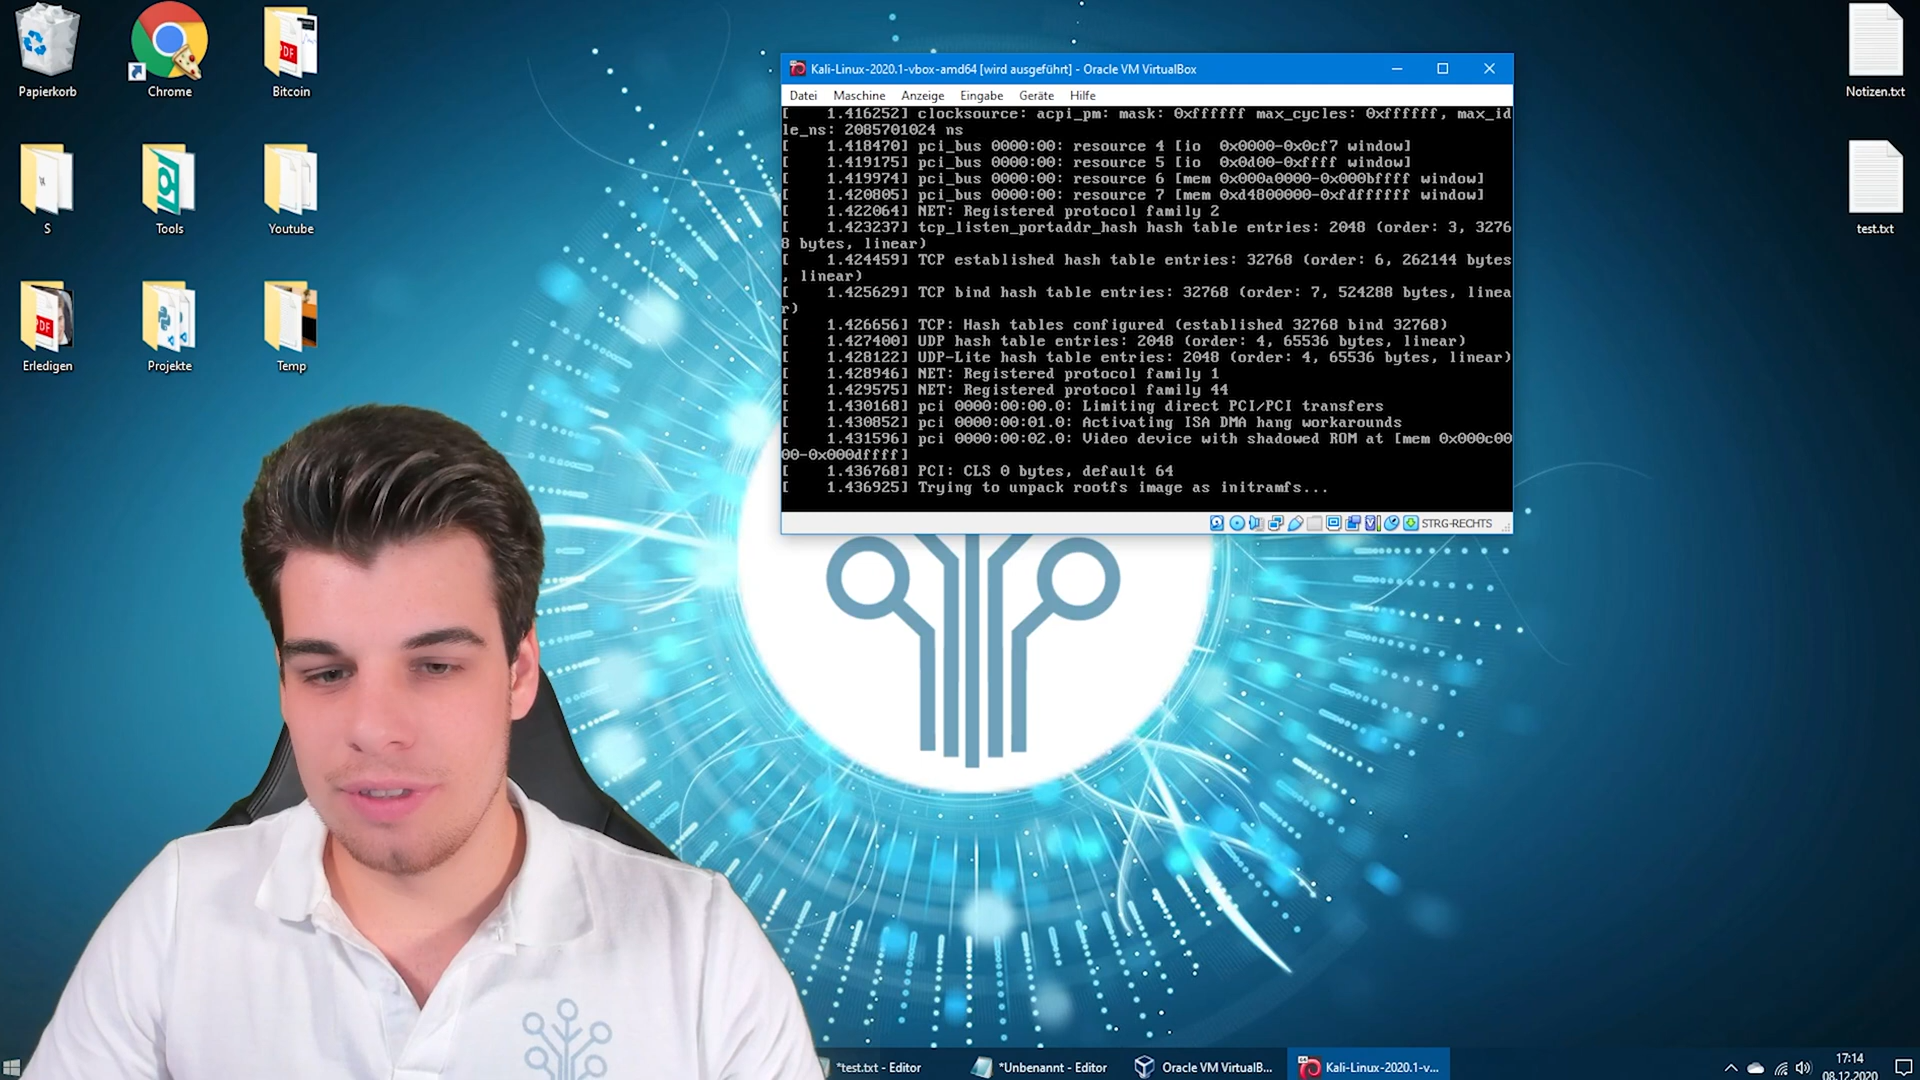 Papierkorb
Chrome
Bitcoin
S
Tools
Youtube
Erledigen
Projekte
Temp
PDF
PDF
Notizen.txt
test.txt
Kali-Linux-2020.1-vbox-amd64 [wird ausgeführt] - Oracle VM VirtualBox
Datei Maschine Anzeige Eingabe Geräte Hilfe
[    1.416252] clocksource: acpi_pm: mask: 0xffffff max_cycles: 0xffffff, max_id
le_ns: 2085701024 ns
[    1.418470] pci_bus 0000:00: resource 4 [io  0x0000-0x0cf7 window]
[    1.419175] pci_bus 0000:00: resource 5 [io  0x0d00-0xffff window]
[    1.419974] pci_bus 0000:00: resource 6 [mem 0x000a0000-0x000bffff window]
[    1.420805] pci_bus 0000:00: resource 7 [mem 0xd4800000-0xfdffffff window]
[    1.422064] NET: Registered protocol family 2
[    1.423237] tcp_listen_portaddr_hash hash table entries: 2048 (order: 3, 3276
8 bytes, linear)
[    1.424459] TCP established hash table entries: 32768 (order: 6, 262144 bytes
, linear)
[    1.425629] TCP bind hash table entries: 32768 (order: 7, 524288 bytes, linea
r)
[    1.426656] TCP: Hash tables configured (established 32768 bind 32768)
[    1.427400] UDP hash table entries: 2048 (order: 4, 65536 bytes, linear)
[    1.428122] UDP-Lite hash table entries: 2048 (order: 4, 65536 bytes, linear)
[    1.428946] NET: Registered protocol family 1
[    1.429575] NET: Registered protocol family 44
[    1.430168] pci 0000:00:00.0: Limiting direct PCI/PCI transfers
[    1.430852] pci 0000:00:01.0: Activating ISA DMA hang workarounds
[    1.431596] pci 0000:00:02.0: Video device with shadowed ROM at [mem 0x000c00
00-0x000dffff]
[    1.436768] PCI: CLS 0 bytes, default 64
[    1.436925] Trying to unpack rootfs image as initramfs...
STRG-RECHTS
*test.txt - Editor
*Unbenannt - Editor
Oracle VM VirtualB...
Kali-Linux-2020.1-v...
17:14
08.12.2020